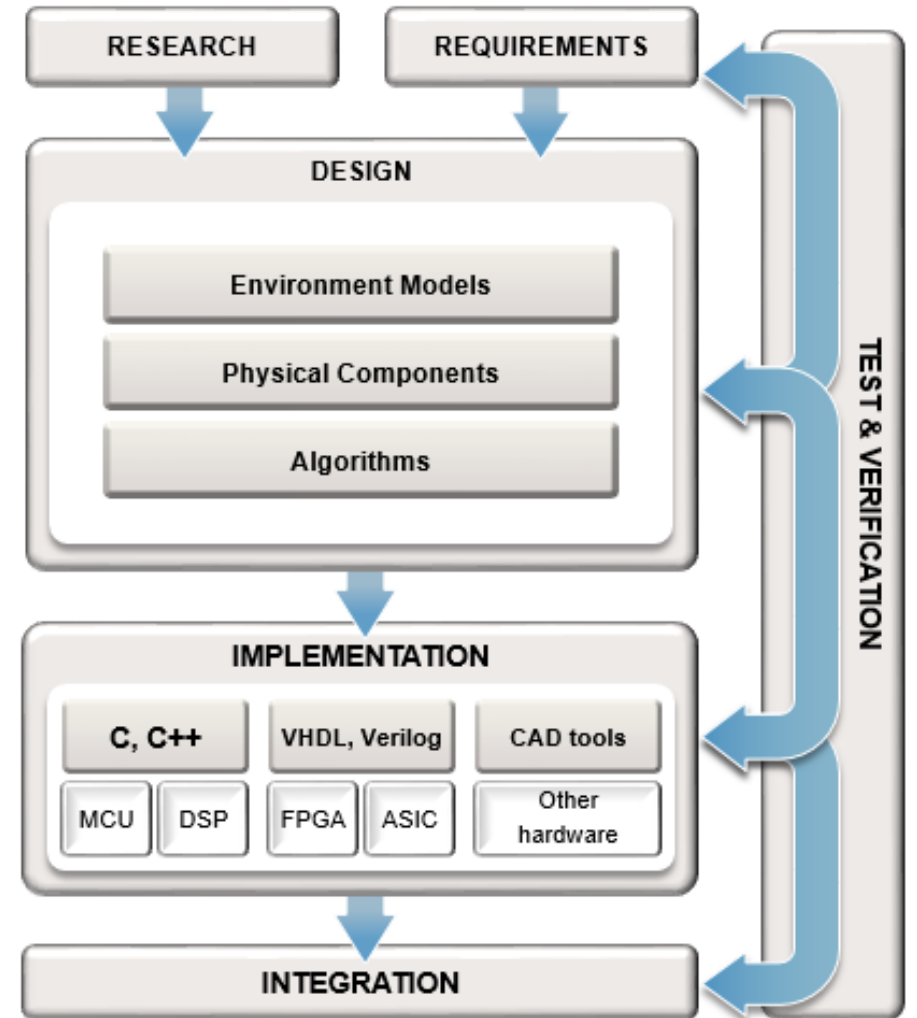 RESEARCH
REQUIREMENTS
DESIGN
Environment Models
Physical Components
Algorithms
TEST & VERIFICATION
IMPLEMENTATION
C, C++
VHDL, Verilog
CAD tools
MCU
DSP
FPGA
ASIC
Other
hardware
INTEGRATION